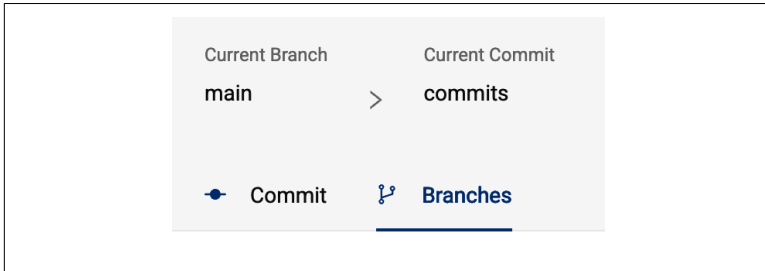 Current Branch Current Commit
main > commits
Commit Branches